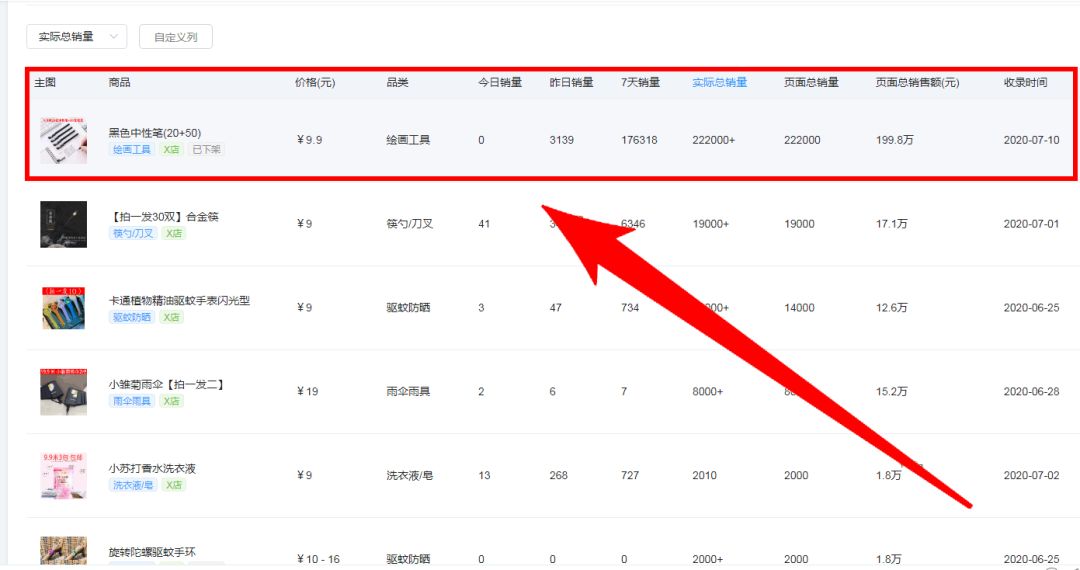 实际总销量 自定义列
主图 商品 价格(元) 品类 今日销量 昨日销量 7天销量 实际总销量 页面总销量 页面总销售额(元) 收录时间
黑色中性笔(20+50) ￥9.9 绘画工具 0 3139 176318 222000+ 222000 199.8万 2020-07-10
绘画工具 X店 已下架
【拍一发30双】合金筷 ￥9 筷勺/刀叉 41 6346 19000+ 19000 17.1万 2020-07-01
筷勺/刀叉 X店
卡通植物精油驱蚊手表闪光型 ￥9 驱蚊防晒 3 47 734 14000 12.6万 2020-06-25
驱蚊防晒 X店
小雏菊雨伞【拍一发二】 ￥19 雨伞雨具 2 6 7 8000+ 15.2万 2020-06-28
雨伞雨具 X店
9.9米3包 包邮
小苏打香水洗衣液 ￥9 洗衣液/皂 13 268 727 2010 2000 1.8万 2020-07-02
洗衣液/皂 X店
旋转陀螺驱蚊手环 ￥10 - 16 驱蚊防晒 0 0 0 2000+ 2000 1.8万 2020-06-25